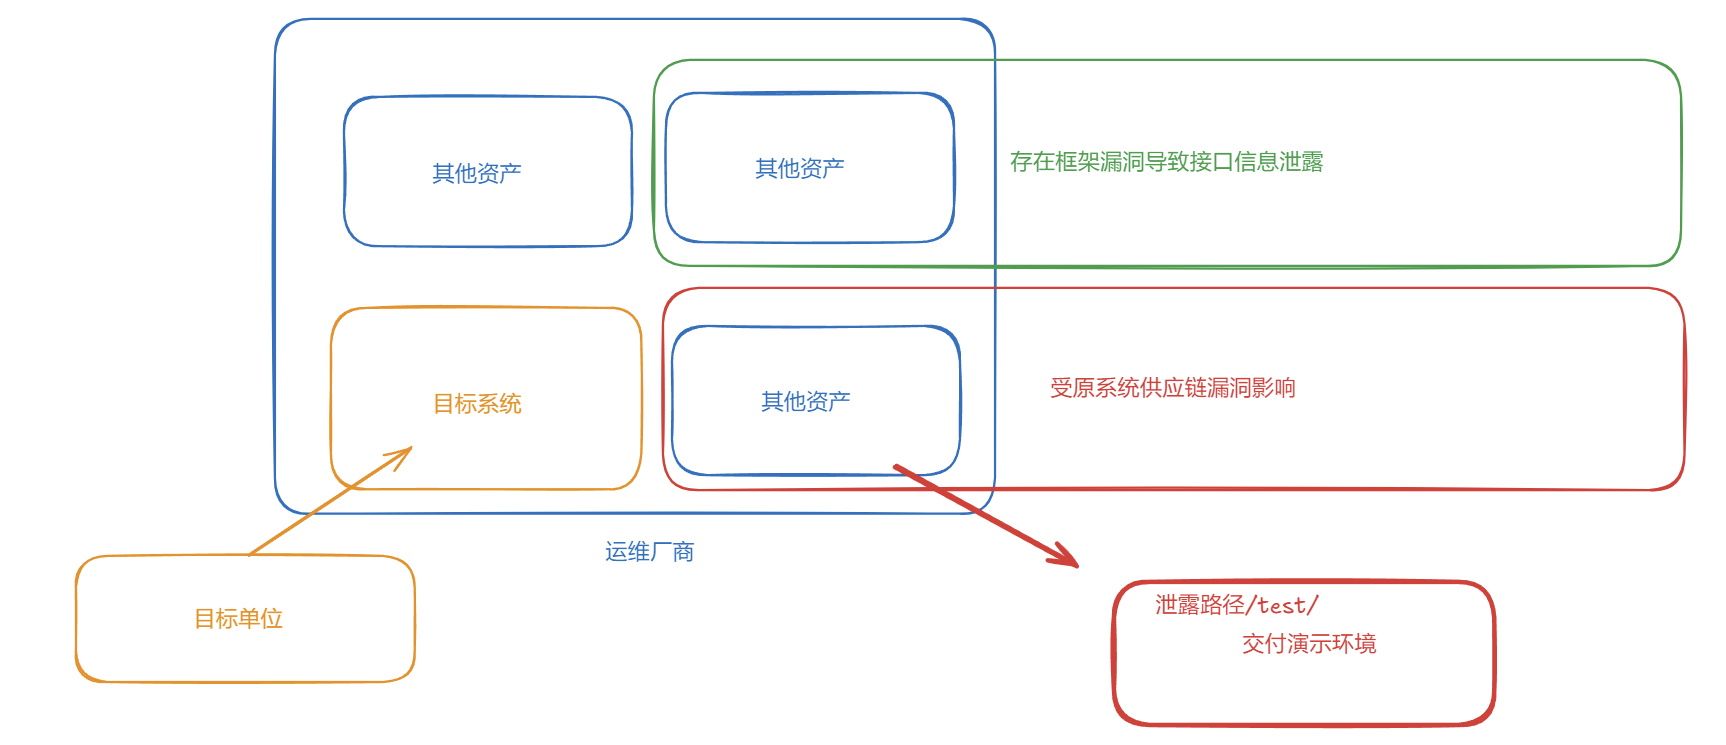 其他资产
其他资产
存在框架漏洞导致接口信息泄露
目标系统
其他资产
受原系统供应链漏洞影响
运维厂商
目标单位
泄露路径/test/
交付演示环境